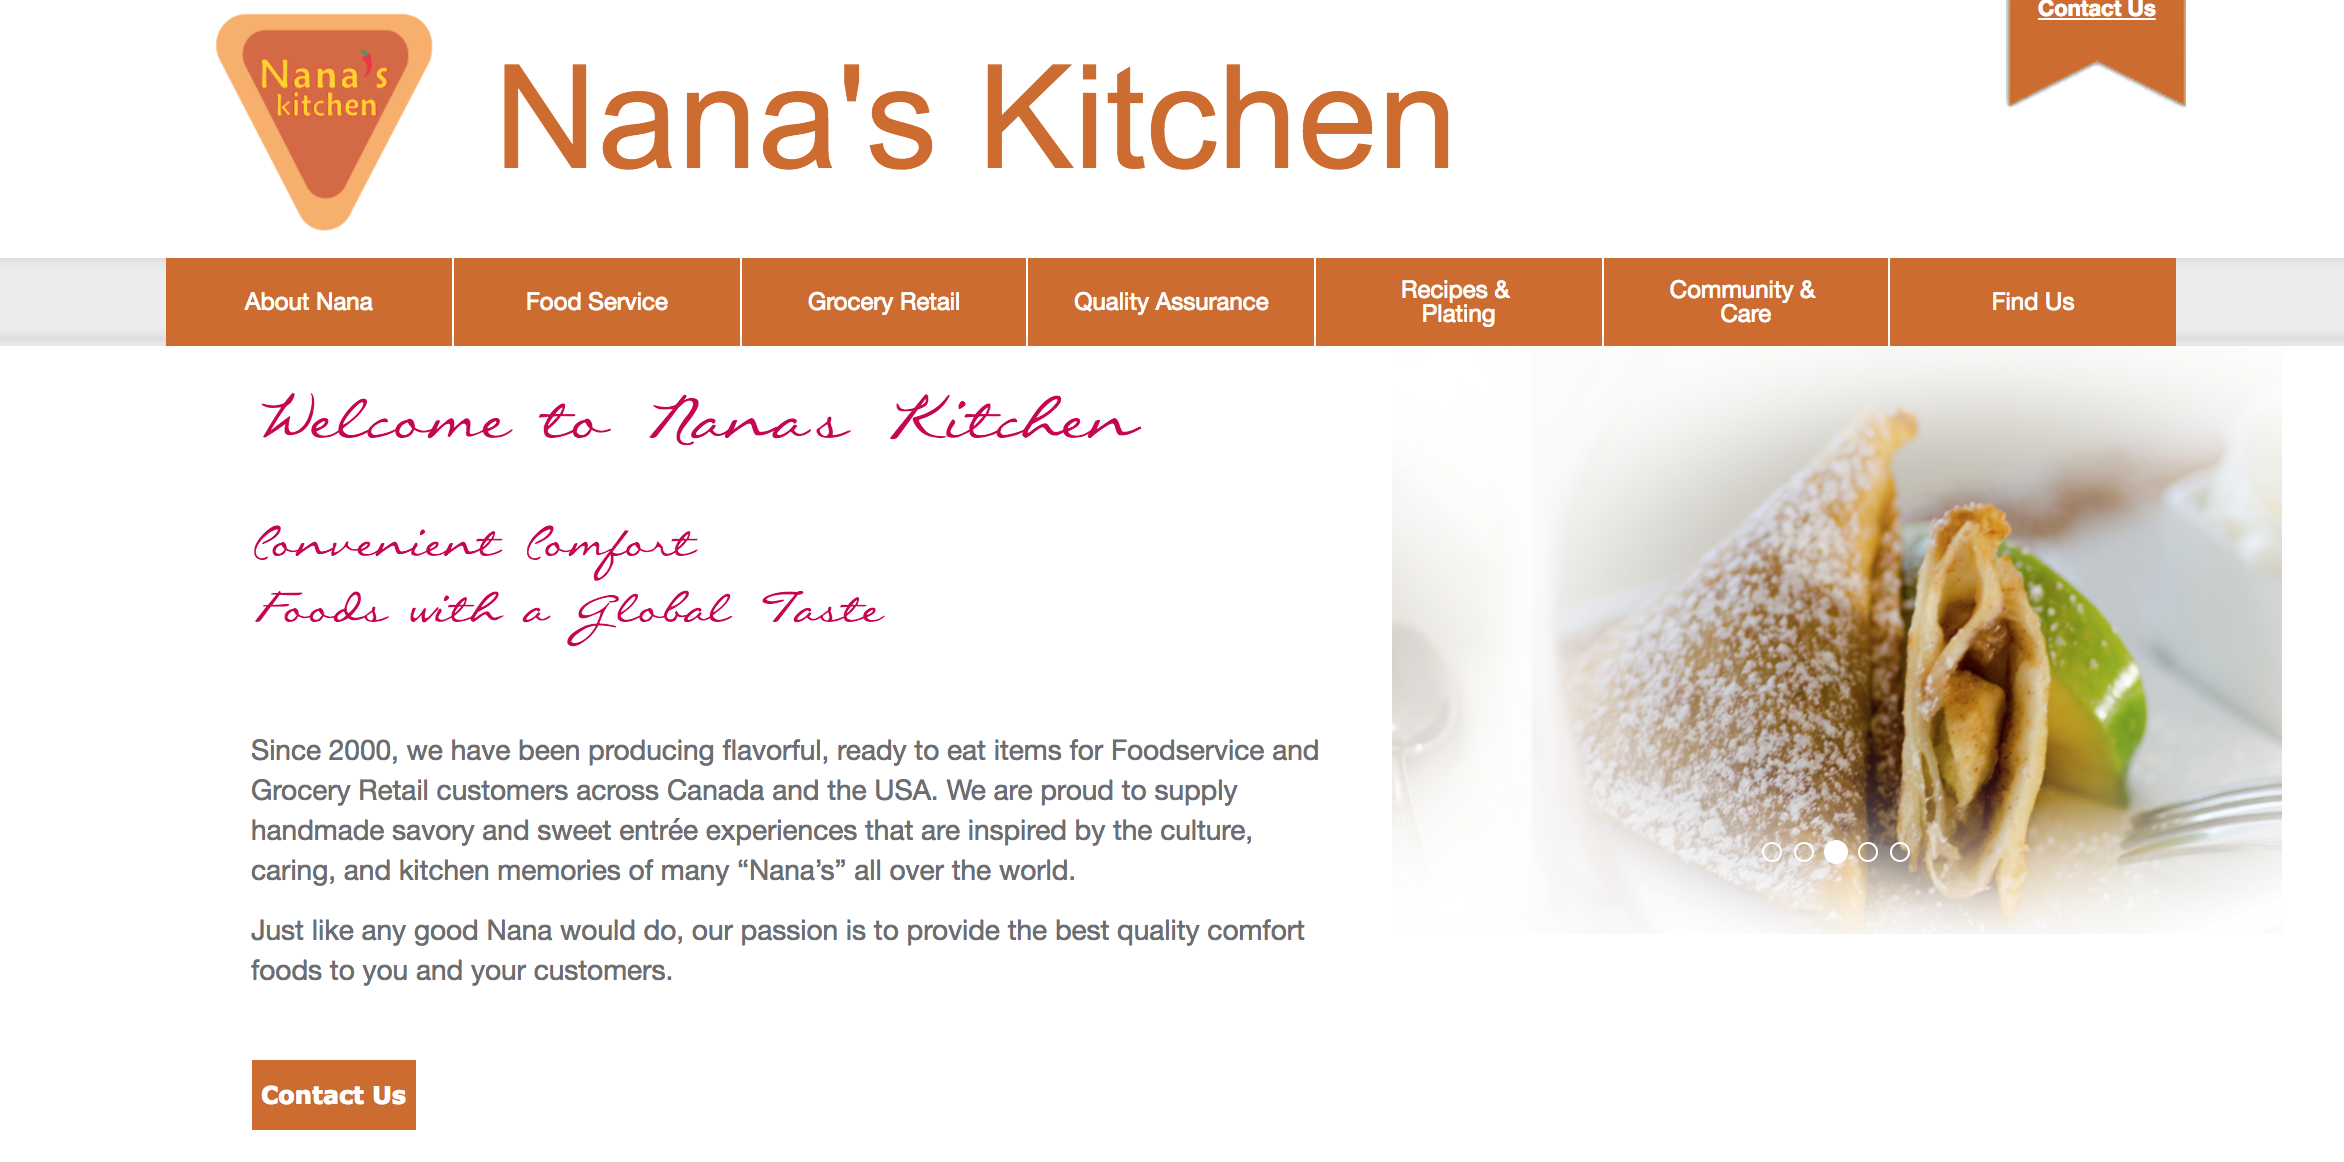 Contact Us
Nana's
kitchen
Nana's Kitchen
About Nana
Food Service
Grocery Retail
Quality Assurance
Recipes &
Plating
Community &
Care
Find Us
Welcome to Nanas Kitchen
Convenient Comfort
Foods with a Global Taste
Since 2000, we have been producing flavorful, ready to eat items for Foodservice and
Grocery Retail customers across Canada and the USA. We are proud to supply
handmade savory and sweet entrée experiences that are inspired by the culture,
caring, and kitchen memories of many “Nana’s” all over the world.
Just like any good Nana would do, our passion is to provide the best quality comfort
foods to you and your customers.
Contact Us